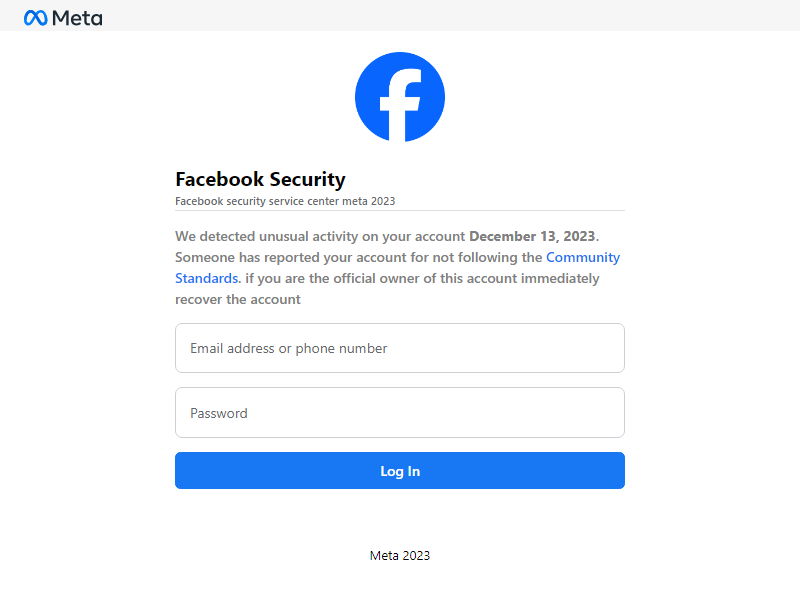 Meta
Facebook Security
Facebook security service center meta 2023
We detected unusual activity on your account December 13, 2023.
Someone has reported your account for not following the Community
Standards. if you are the official owner of this account immediately
recover the account
Email address or phone number
Password
Log In
Meta 2023